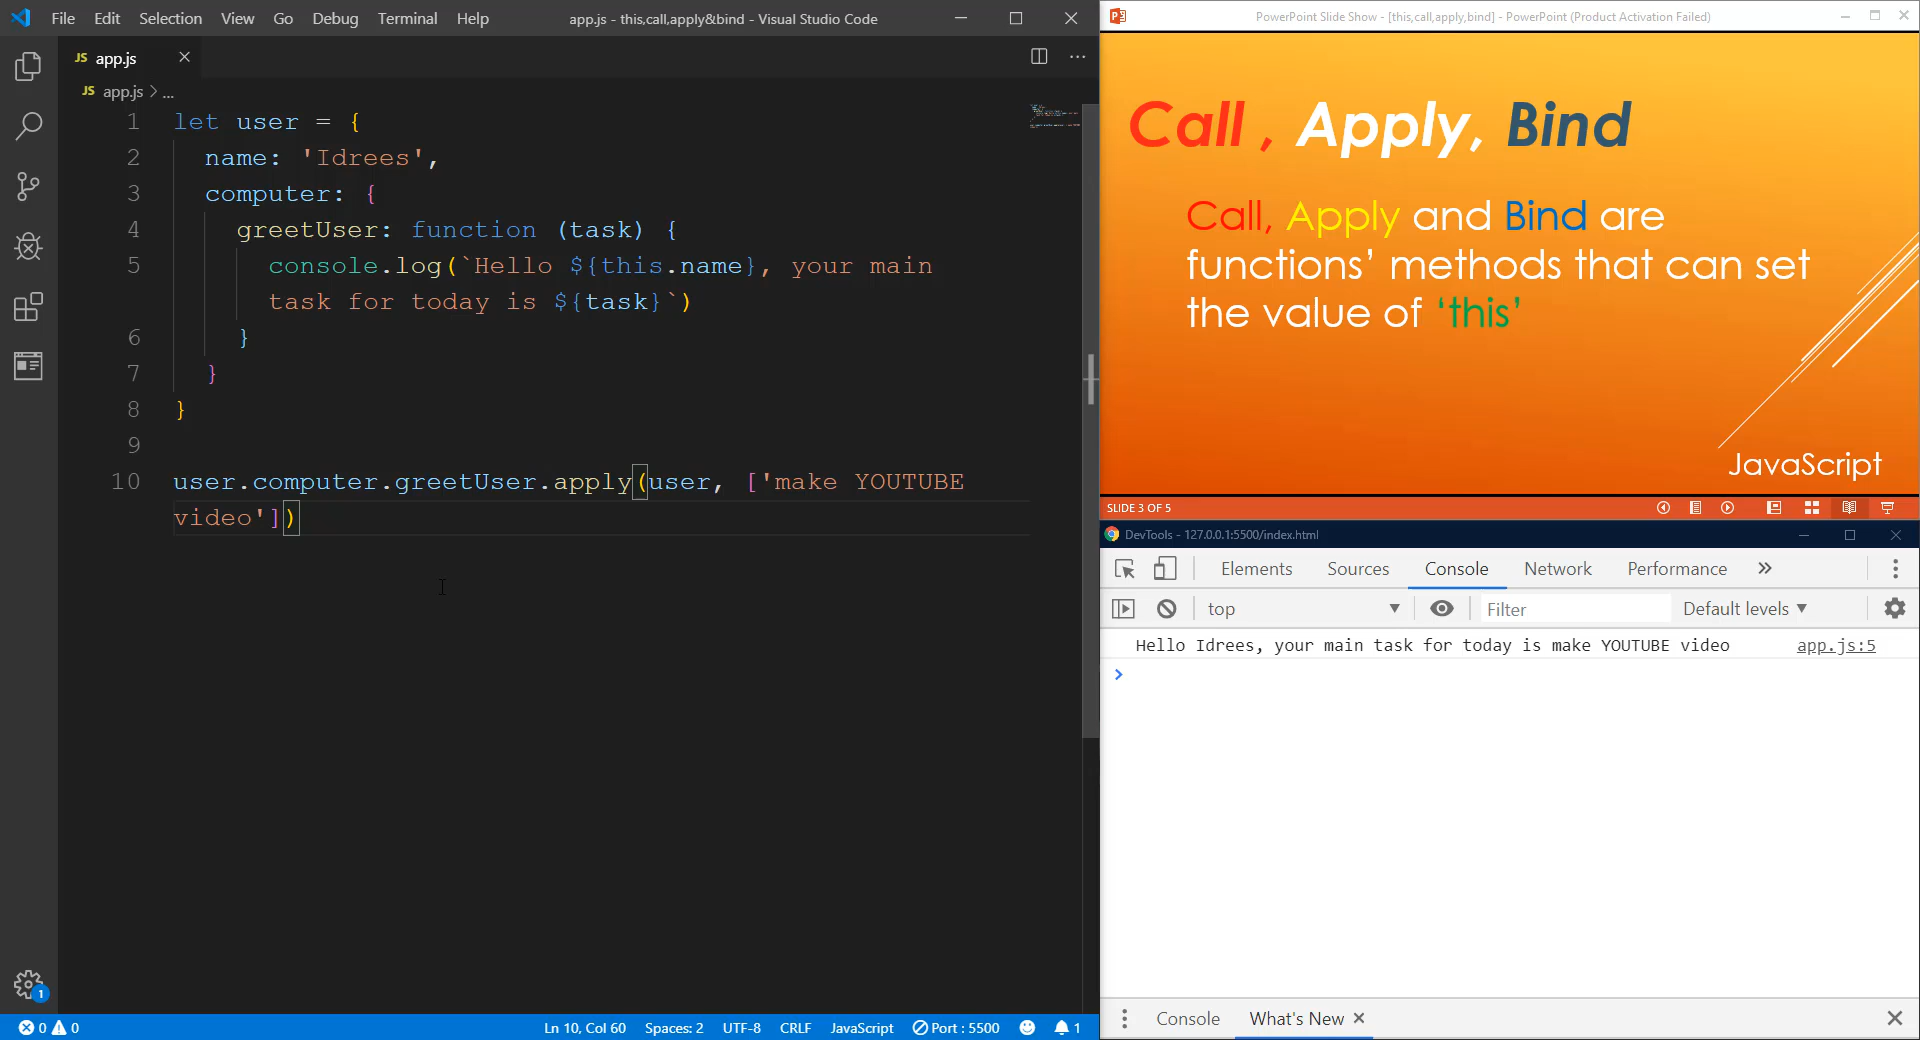 File Edit Selection View Go Debug Terminal Help
app.js - this,call,apply&bind - Visual Studio Code
JS app.js
JS app.js > ...
1 let user = {
2 name: 'Idrees',
3 computer: {
4 greetUser: function (task) {
5 console.log(`Hello ${this.name}, your main
task for today is ${task}`)
6 }
7 }
8 }
9
10 user.computer.greetUser.apply(user, ['make YOUTUBE
video'])
1
0 0
Ln 10, Col 60 Spaces: 2 UTF-8 CRLF JavaScript Port : 5500 1
PowerPoint Slide Show - [this,call,apply,bind] - PowerPoint (Product Activation Failed)
Call , Apply, Bind
Call, Apply and Bind are
functions’ methods that can set
the value of ‘this’
JavaScript
SLIDE 3 OF 5
DevTools - 127.0.0.1:5500/index.html
Elements Sources Console Network Performance »
top Filter Default levels
Hello Idrees, your main task for today is make YOUTUBE video app.js:5
>
Console What's New